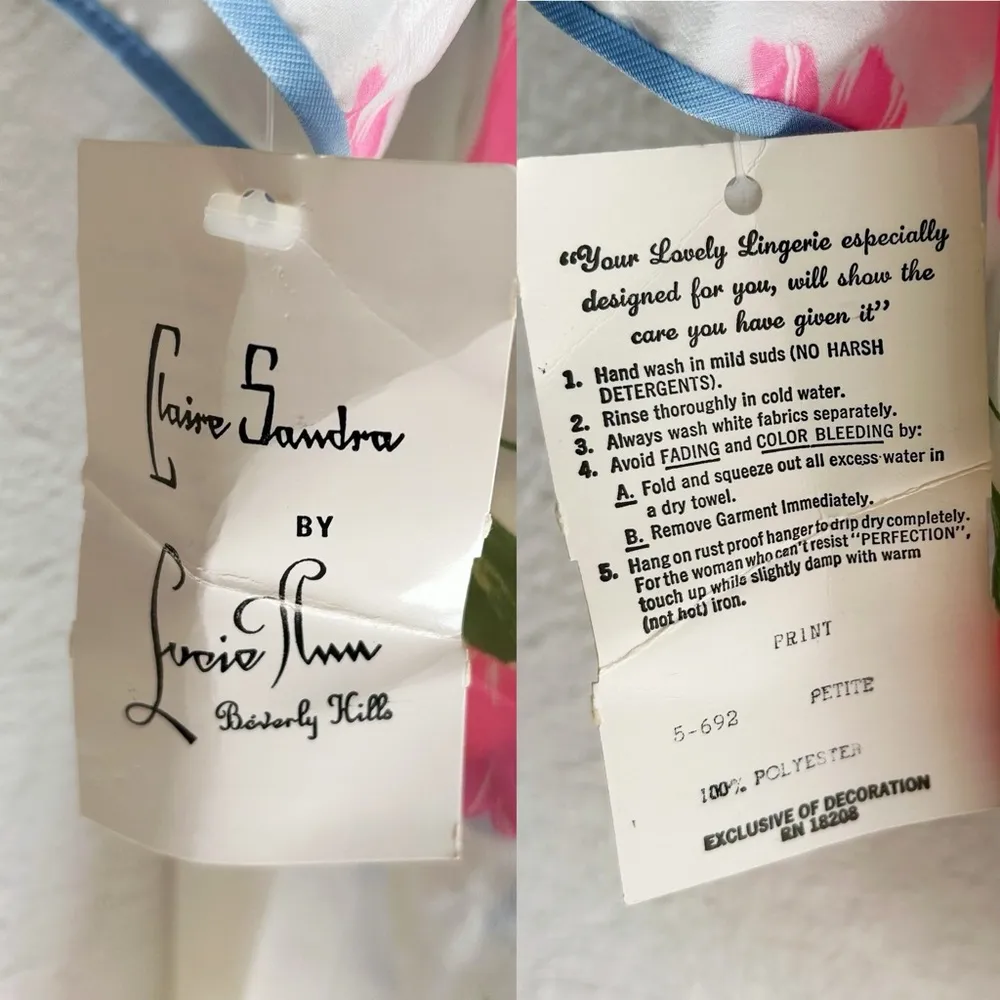 Claire Sandra
BY
Lucie Ann
Beverly Hills
“Your Lovely Lingerie especially
designed for you, will show the
care you have given it”
1. Hand wash in mild suds (NO HARSH
DETERGENTS).
2. Rinse thoroughly in cold water.
3. Always wash white fabrics separately.
4. Avoid FADING and COLOR BLEEDING by:
A. Fold and squeeze out all excess water in
a dry towel.
B. Remove Garment Immediately.
5. Hang on rust proof hanger to drip dry completely.
For the woman who can't resist "PERFECTION",
touch up while slightly damp with warm
(not hot) iron.
PRINT
PETITE
5-692
100% POLYESTER
EXCLUSIVE OF DECORATION
RN 18208